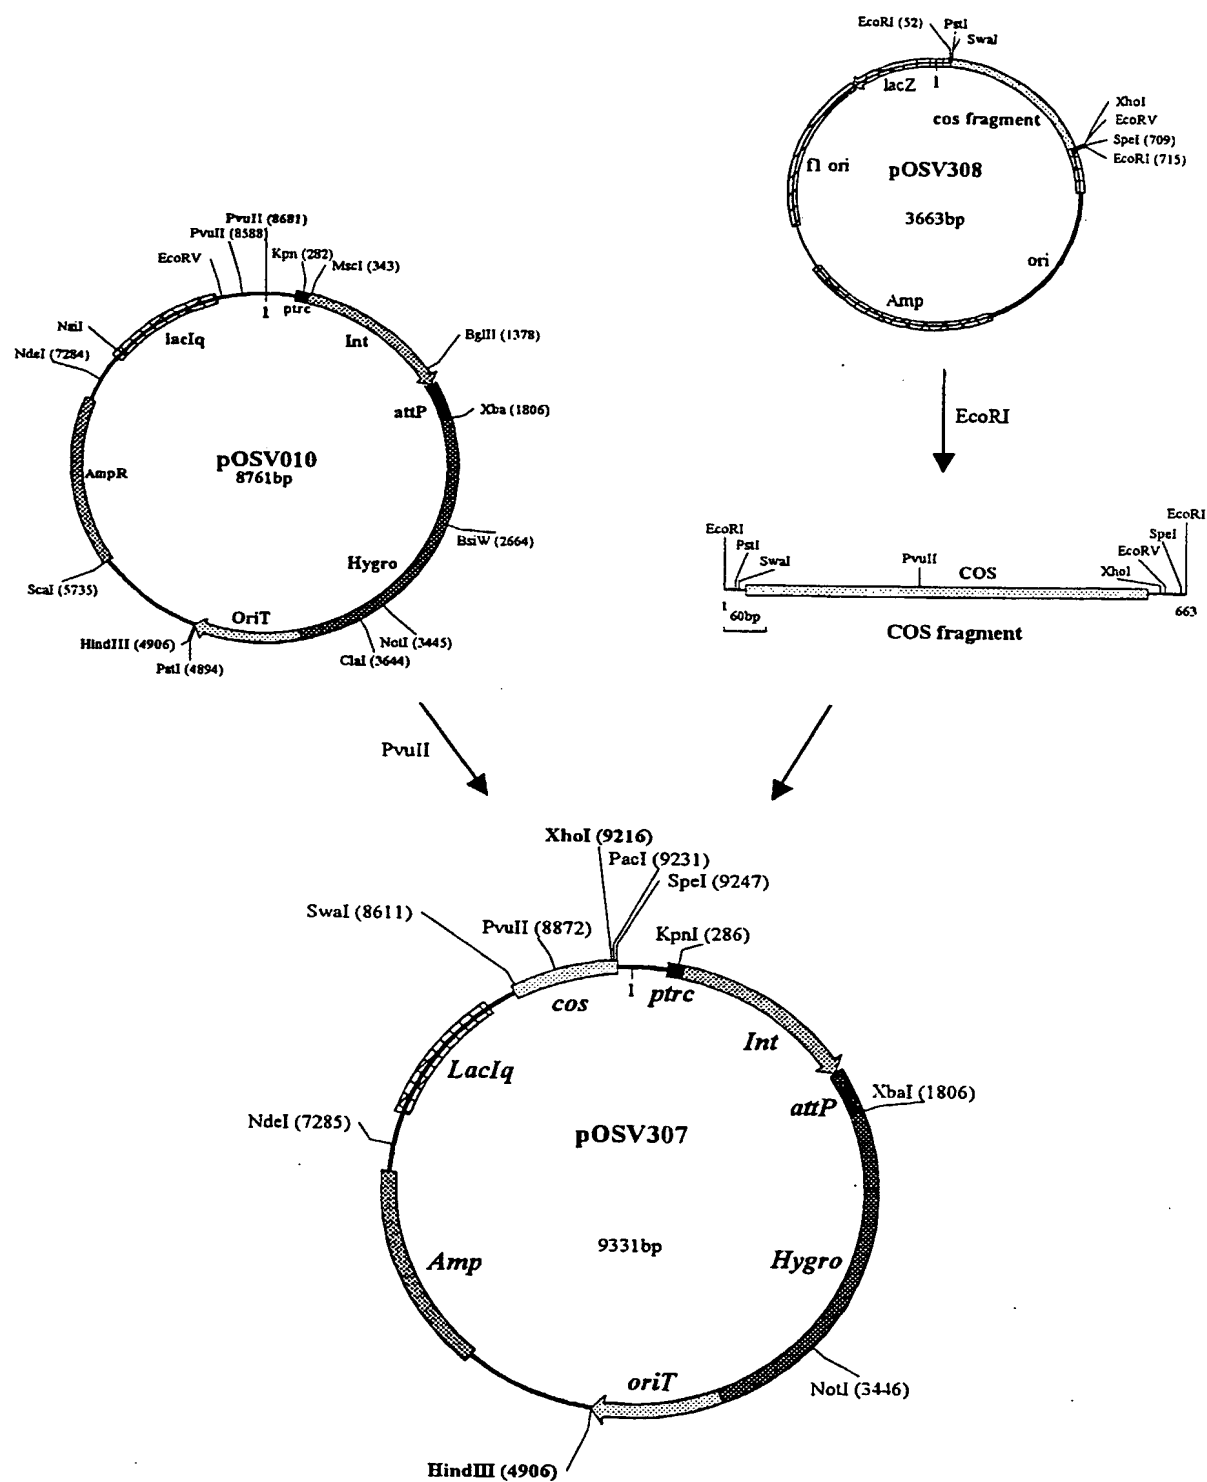 EcoRI (52)
PstI
SwaI
lacZ
1
cos fragment
XhoI
EcoRV
SpeI (709)
EcoRI (715)
f1 ori
pOSV308
3663bp
ori
Amp
EcoRI
PvuII (8681)
PvuII (8588)
EcoRV
Kpn (282)
MscI (343)
NsiI
NdeI (7284)
lacIq
1
ptrc
Int
BglII (1378)
attP
Xba (1806)
pOSV010
8761bp
AmpR
BsiW (2664)
Hygro
ScaI (5735)
OriT
HindIII (4906)
PstI (4894)
NotI (3445)
ClaI (3644)
EcoRI
PstI
SwaI
PvuII
COS
XhoI
EcoRV
SpeI
EcoRI
1
60bp
663
COS fragment
PvuII
XhoI (9216)
PacI (9231)
SpeI (9247)
SwaI (8611)
PvuII (8872)
KpnI (286)
cos
1
ptrc
Int
LacIq
attP
XbaI (1806)
NdeI (7285)
pOSV307
9331bp
Amp
Hygro
oriT
NotI (3446)
HindIII (4906)